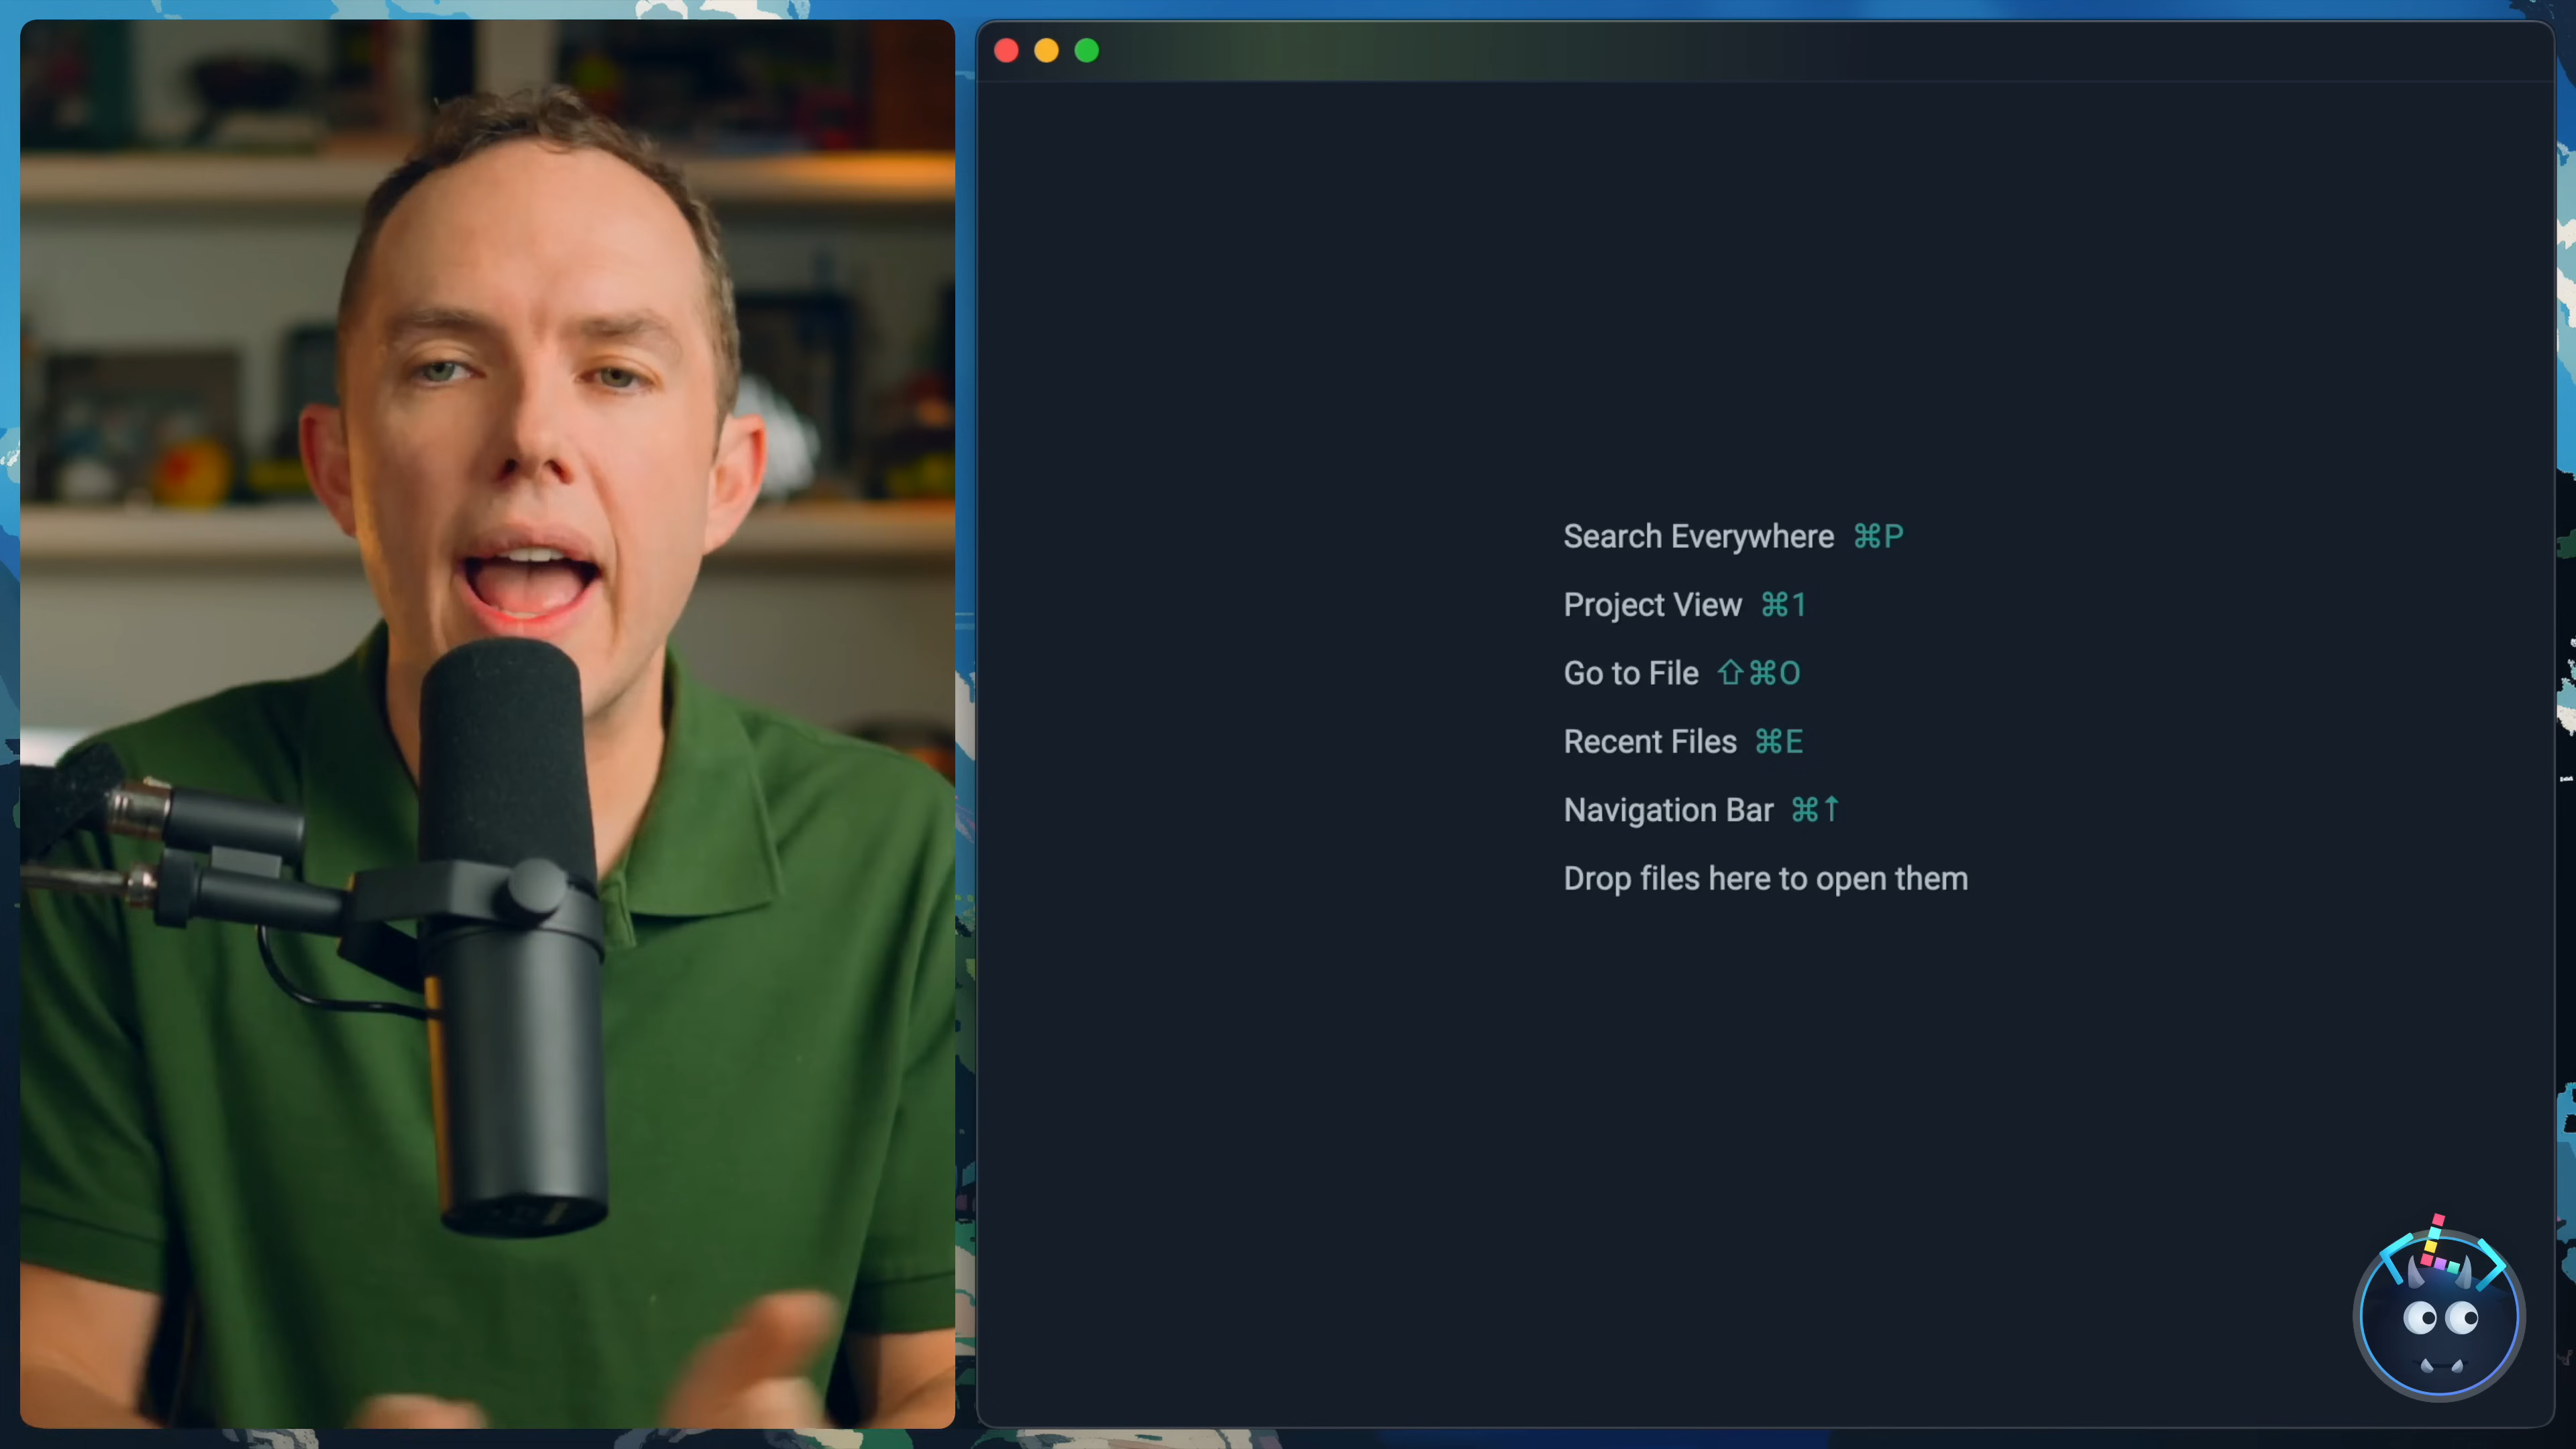 Search Everywhere ⌘P
Project View ⌘1
Go to File ⇧⌘O
Recent Files ⌘E
Navigation Bar ⌘↑
Drop files here to open them